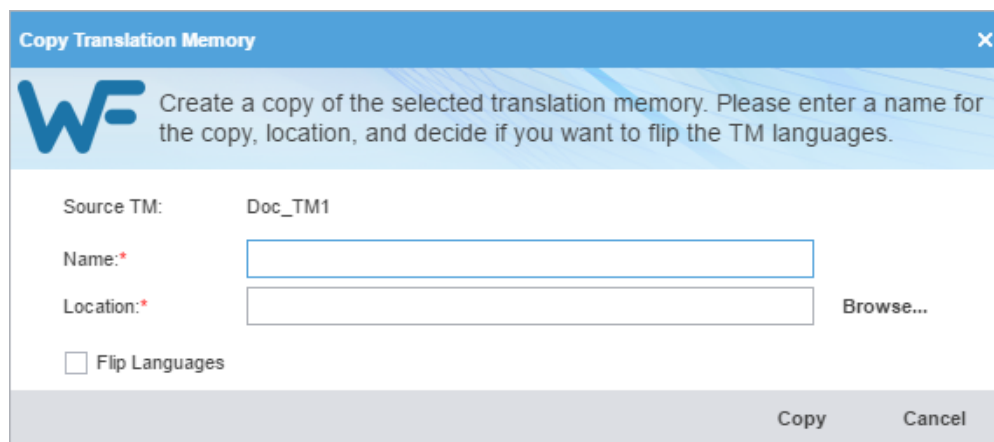 Copy Translation Memory ×
WF
Create a copy of the selected translation memory. Please enter a name for
the copy, location, and decide if you want to flip the TM languages.
Source TM: Doc_TM1
Name:*
Location:* Browse...
Flip Languages
Copy Cancel